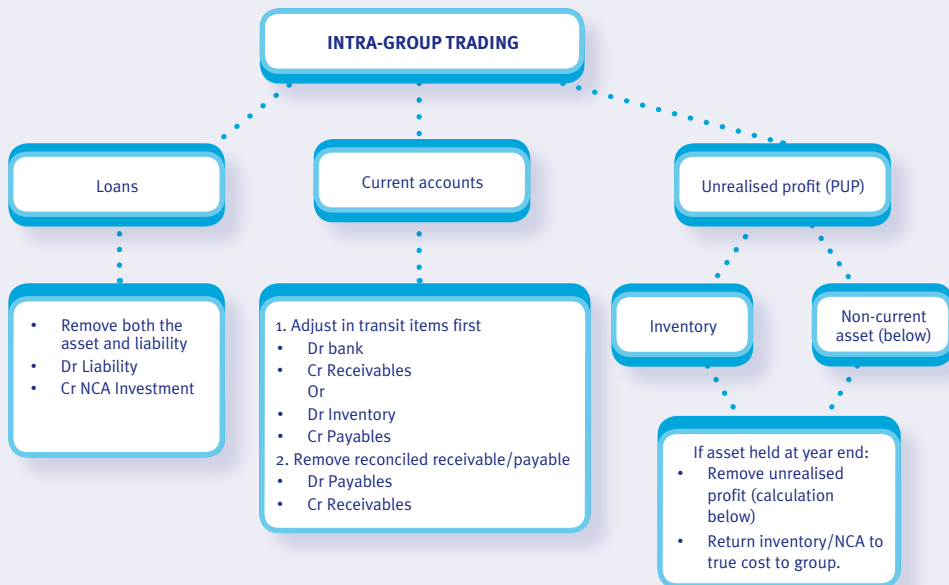 INTRA-GROUP TRADING
Loans
Current accounts
Unrealised profit (PUP)
• Remove both the
asset and liability
• Dr Liability
• Cr NCA Investment
1. Adjust in transit items first
• Dr bank
• Cr Receivables
Or
• Dr Inventory
• Cr Payables
2. Remove reconciled receivable/payable
• Dr Payables
• Cr Receivables
Inventory
Non-current
asset (below)
If asset held at year end:
• Remove unrealised
profit (calculation
below)
• Return inventory/NCA to
true cost to group.